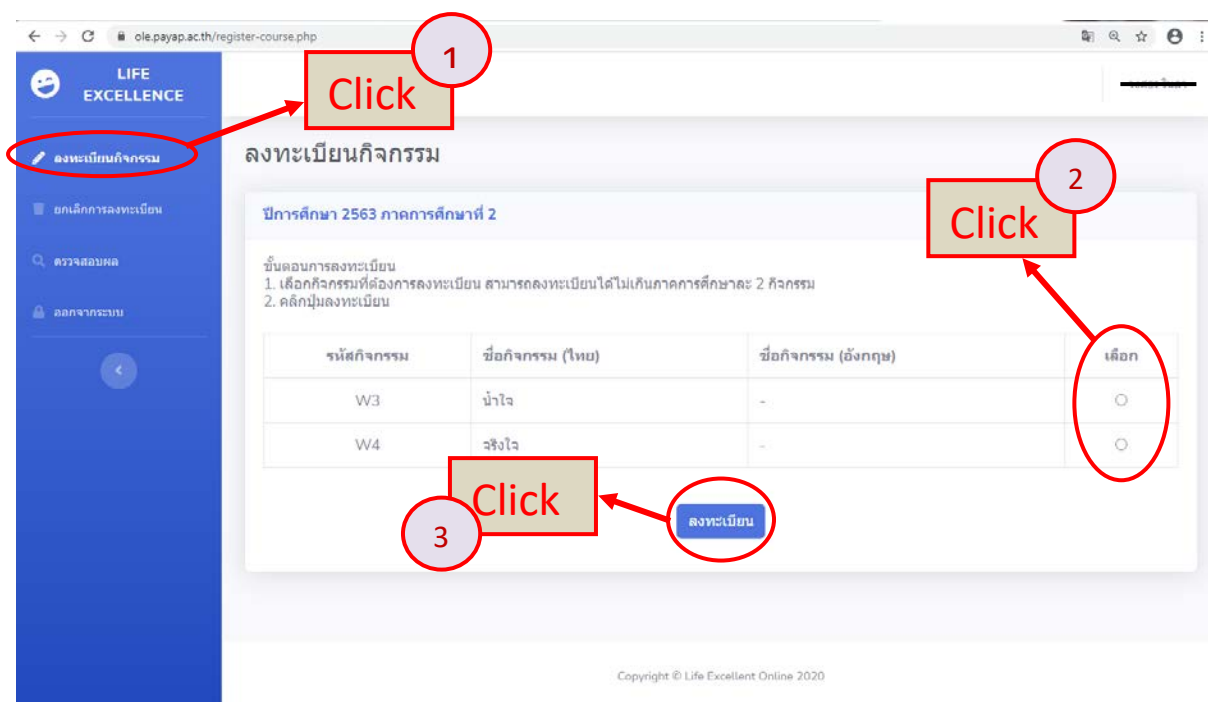 ole.payap.ac.th/register-course.php
LIFE
EXCELLENCE
Click
1
ลงทะเบียนกิจกรรม
ยกเลิกการลงทะเบียน
ตรวจสอบผล
ออกจากระบบ
ลงทะเบียนกิจกรรม
Click
2
ปีการศึกษา 2563 ภาคการศึกษาที่ 2
ขั้นตอนการลงทะเบียน
1. เลือกกิจกรรมที่ต้องการลงทะเบียน สามารถลงทะเบียนได้ไม่เกินภาคการศึกษาละ 2 กิจกรรม
2. คลิกปุ่มลงทะเบียน
รหัสกิจกรรม ชื่อกิจกรรม (ไทย) ชื่อกิจกรรม (อังกฤษ) เลือก
W3 น้ำใจ -
W4 จริงใจ -
Click
3
ลงทะเบียน
Copyright © Life Excellent Online 2020